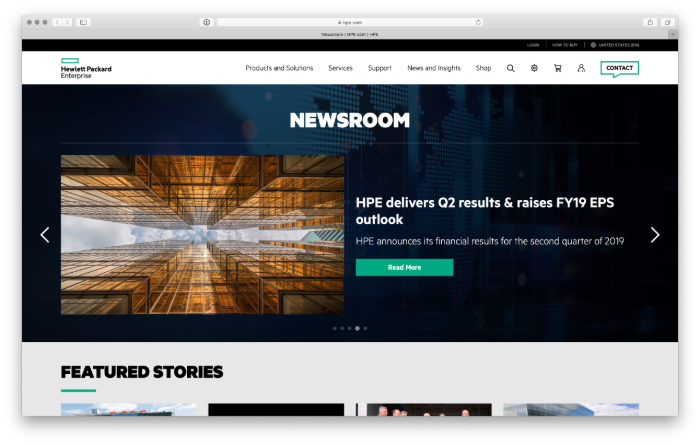 hpe.com
Newsroom | HPE.com | HPE
LOGIN
HOW TO BUY
UNITED STATES (EN)
Hewlett Packard
Enterprise
Products and Solutions
Services
Support
News and Insights
Shop
CONTACT
NEWSROOM
HPE delivers Q2 results & raises FY19 EPS
outlook
HPE announces its financial results for the second quarter of 2019
Read More
FEATURED STORIES